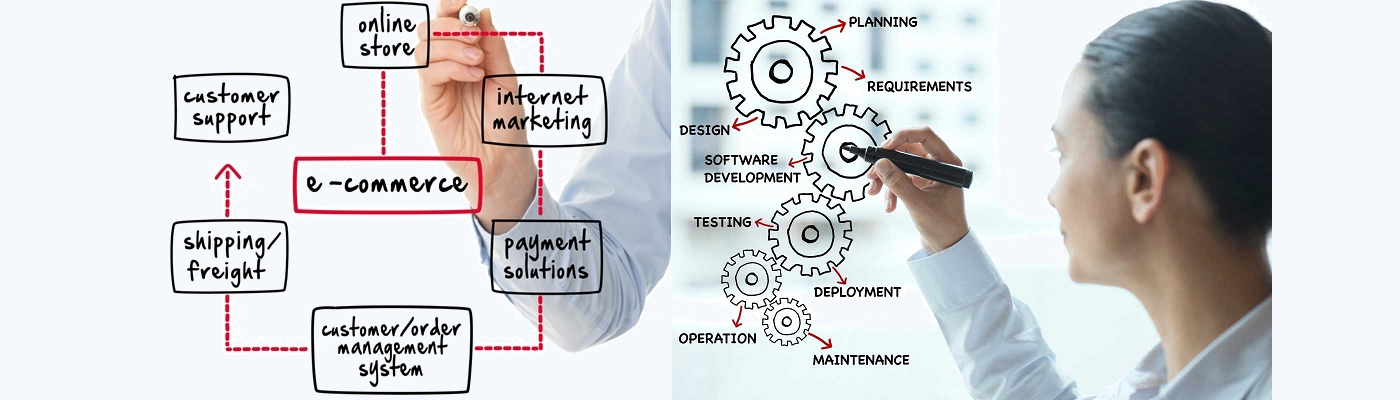 online
store
customer
support
internet
marketing
e-commerce
shipping/
freight
payment
solutions
customer/order
management
system
PLANNING
REQUIREMENTS
DESIGN
SOFTWARE
DEVELOPMENT
TESTING
DEPLOYMENT
OPERATION
MAINTENANCE